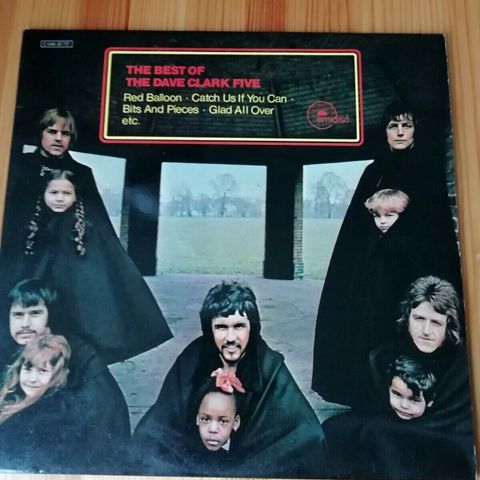 THE BEST OF
THE DAVE CLARK FIVE
Red Balloon · Catch Us If You Can ·
Bits And Pieces · Glad All Over
etc.
emidisc